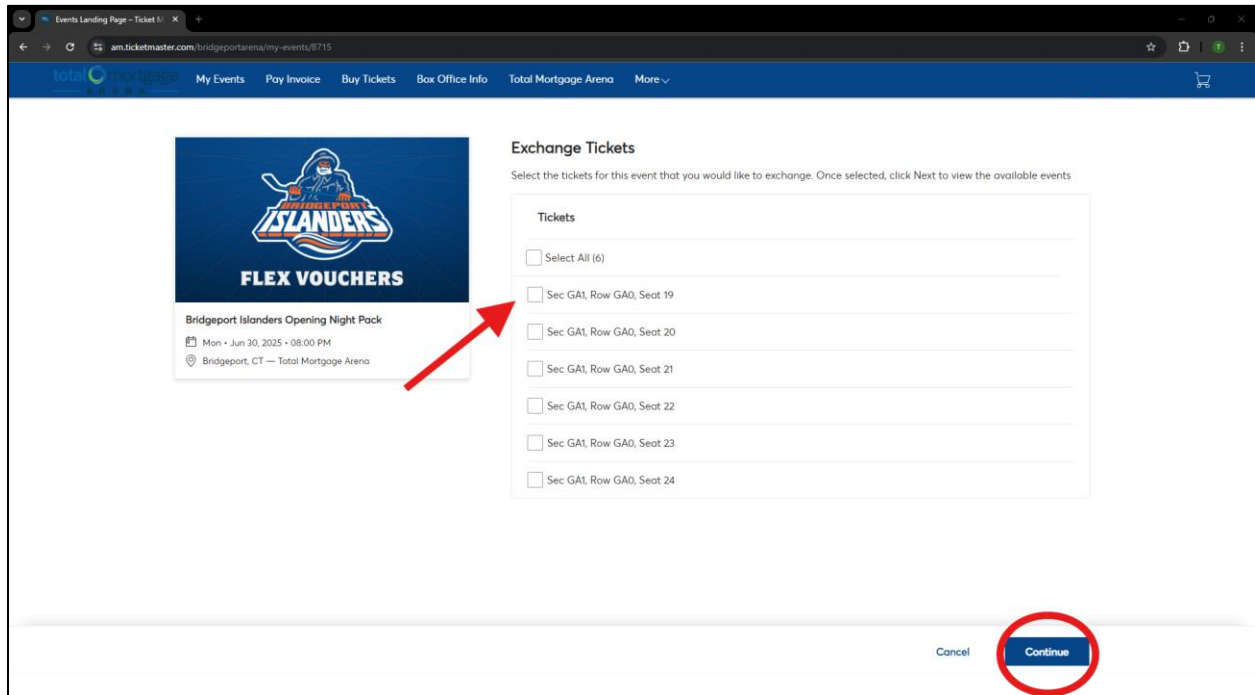 Events Landing Page – Ticket M
am.ticketmaster.com/bridgeportarena/my-events/8715
total mortgage
ARENA
My Events Pay Invoice Buy Tickets Box Office Info Total Mortgage Arena More
BRIDGEPORT
ISLANDERS
FLEX VOUCHERS
Bridgeport Islanders Opening Night Pack
Mon • Jun 30, 2025 • 08:00 PM
Bridgeport, CT — Total Mortgage Arena
Exchange Tickets
Select the tickets for this event that you would like to exchange. Once selected, click Next to view the available events
Tickets
Select All (6)
Sec GA1, Row GA0, Seat 19
Sec GA1, Row GA0, Seat 20
Sec GA1, Row GA0, Seat 21
Sec GA1, Row GA0, Seat 22
Sec GA1, Row GA0, Seat 23
Sec GA1, Row GA0, Seat 24
Cancel Continue